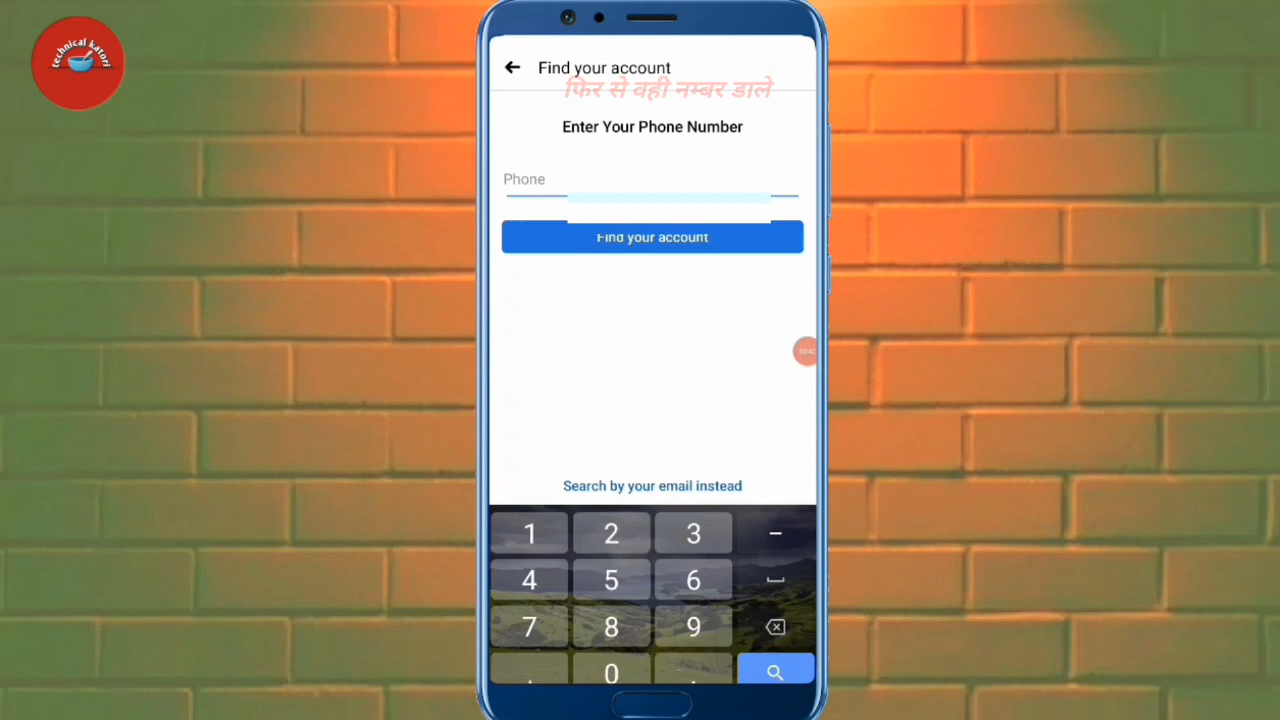 technical katori
Find your account
फिर से वही नम्बर डाले
Enter Your Phone Number
Phone
Find your account
Search by your email instead
1 2 3 –
4 5 6
7 8 9
. 0 .